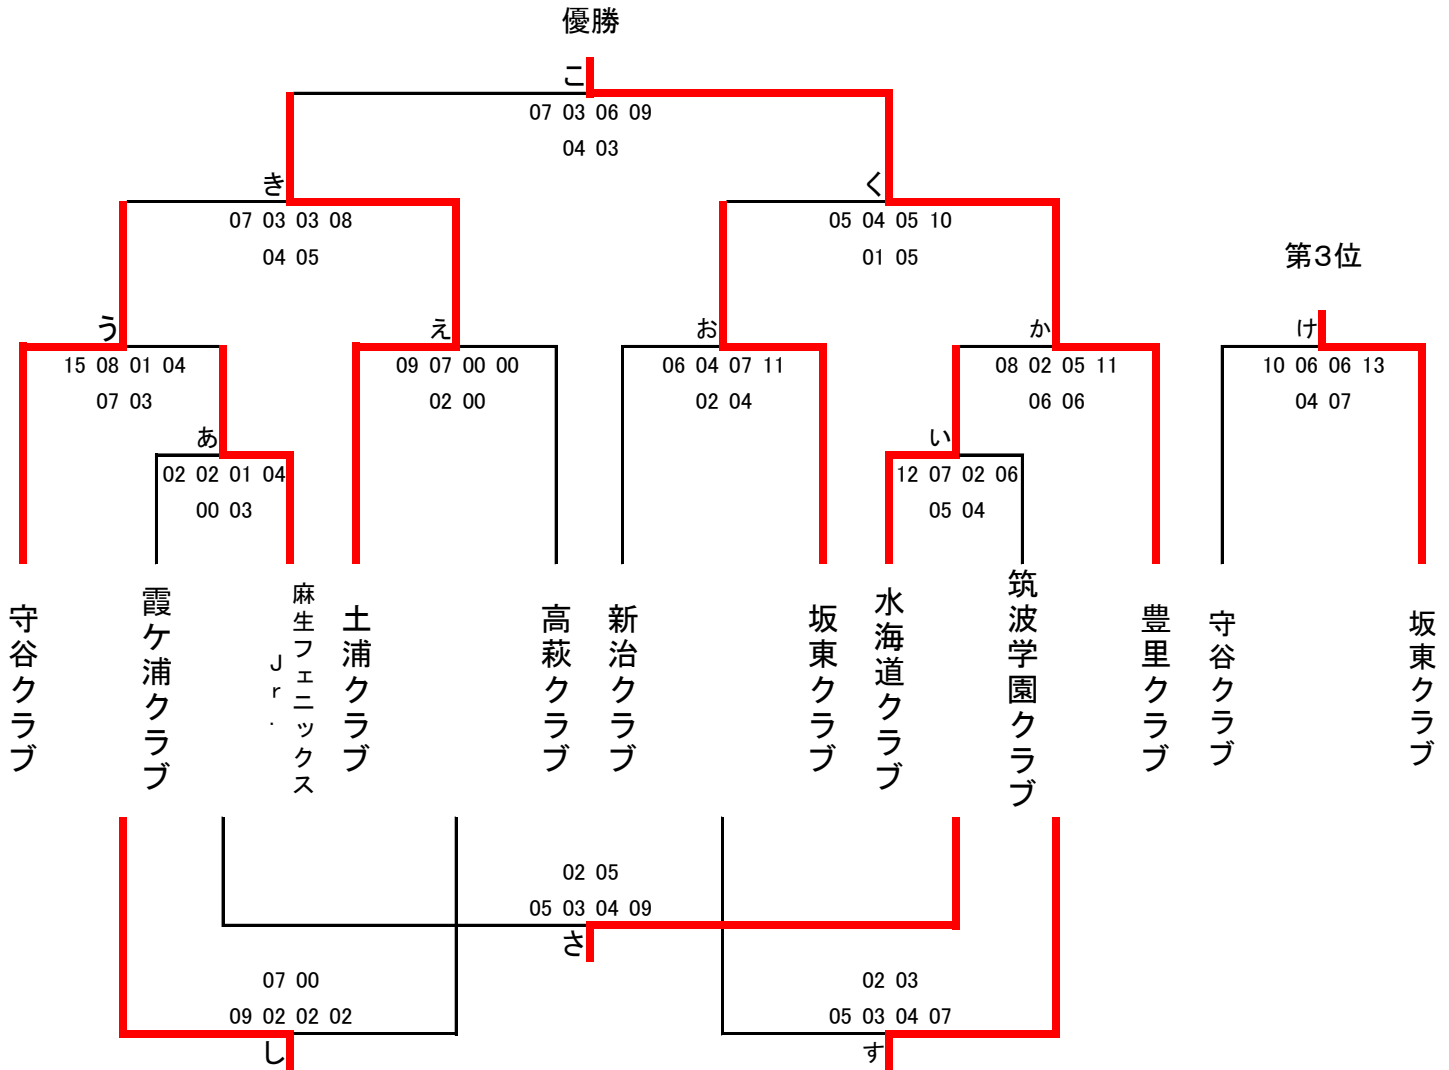 優勝
こ
07 03 06 09
04 03
き
07 03 03 08
04 05
く
05 04 05 10
01 05
第3位
う
15 08 01 04
07 03
え
09 07 00 00
02 00
お
06 04 07 11
02 04
か
08 02 05 11
06 06
け
10 06 06 13
04 07
あ
02 02 01 04
00 03
い
12 07 02 06
05 04
守谷クラブ
霞ケ浦クラブ
麻生フェニックス
Jr.
土浦クラブ
高萩クラブ
新治クラブ
坂東クラブ
水海道クラブ
筑波学園クラブ
豊里クラブ
守谷クラブ
坂東クラブ
02 05
05 03 04 09
さ
07 00
09 02 02 02
し
02 03
05 03 04 07
す